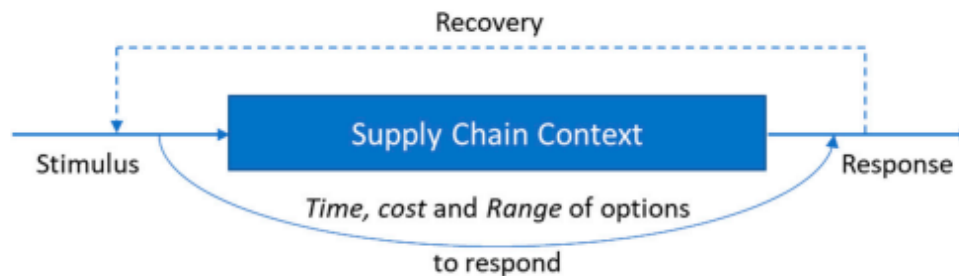 Recovery
Supply Chain Context
Stimulus
Response
Time, cost and Range of options
to respond